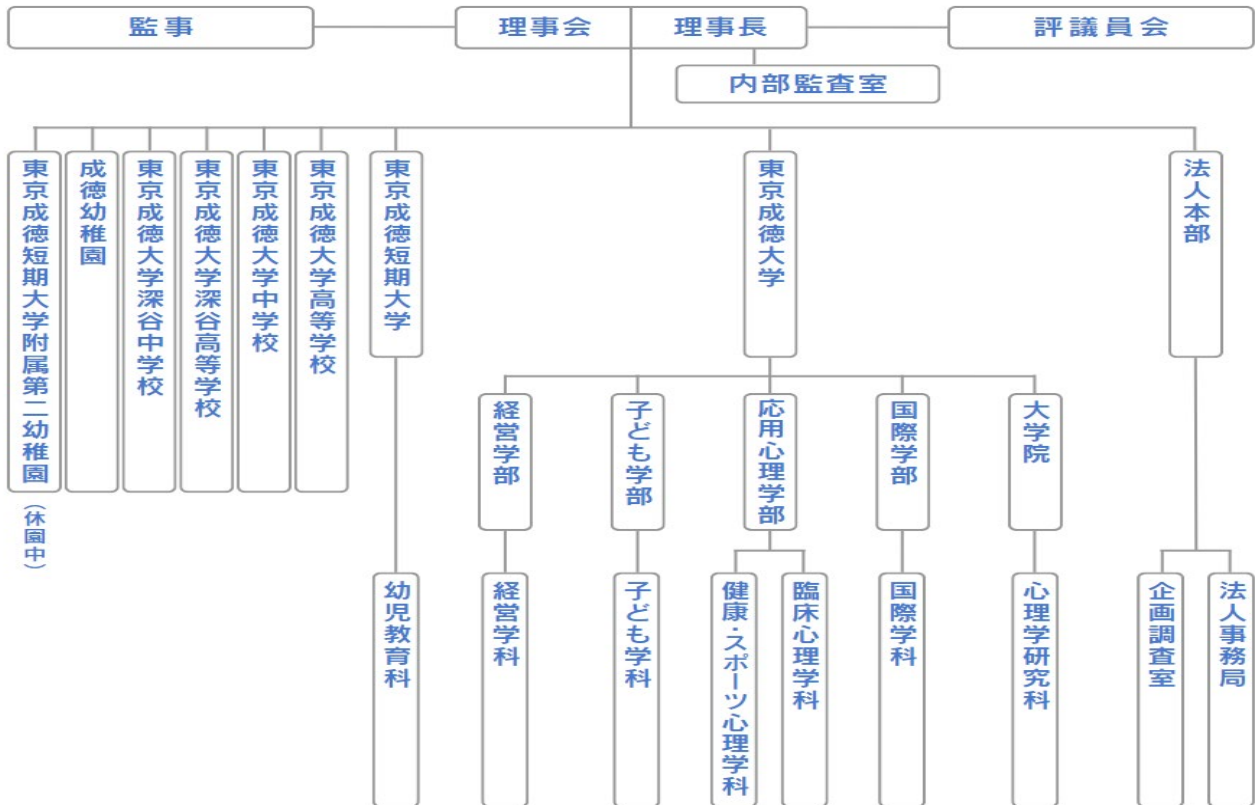 監事
理事会
理事長
評議員会
内部監査室
東京成徳短期大学附属第二幼稚園
（休園中）
成徳幼稚園
東京成徳大学深谷中学校
東京成徳大学深谷高等学校
東京成徳大学中学校
東京成徳大学高等学校
東京成徳短期大学
東京成徳大学
法人本部
経営学部
子ども学部
応用心理学部
国際学部
大学院
幼児教育科
経営学科
子ども学科
健康・スポーツ心理学科
臨床心理学科
国際学科
心理学研究科
企画調査室
法人事務局